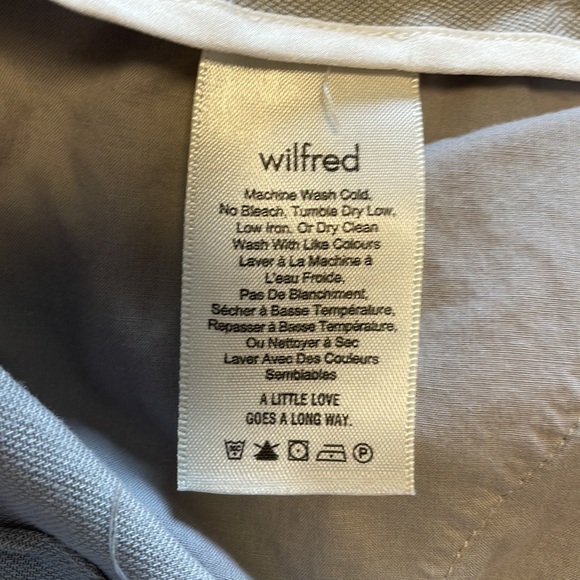 wilfred
Machine Wash Cold.
No Bleach, Tumble Dry Low,
Low Iron, Or Dry Clean
Wash With Like Colours
Laver à La Machine à
L'eau Froide.
Pas De Blanchiment,
Sécher à Basse Température,
Repasser à Basse Température,
Ou Nettoyer à Sec
Laver Avec Des Couleurs
Semblables
A LITTLE LOVE
GOES A LONG WAY.
P